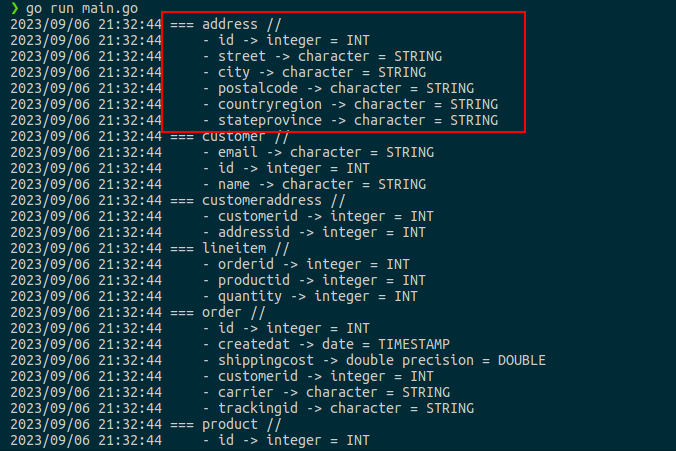 ❯ go run main.go
2023/09/06 21:32:44 === address //
2023/09/06 21:32:44     - id -> integer = INT
2023/09/06 21:32:44     - street -> character = STRING
2023/09/06 21:32:44     - city -> character = STRING
2023/09/06 21:32:44     - postalcode -> character = STRING
2023/09/06 21:32:44     - countryregion -> character = STRING
2023/09/06 21:32:44     - stateprovince -> character = STRING
2023/09/06 21:32:44 === customer //
2023/09/06 21:32:44     - email -> character = STRING
2023/09/06 21:32:44     - id -> integer = INT
2023/09/06 21:32:44     - name -> character = STRING
2023/09/06 21:32:44 === customeraddress //
2023/09/06 21:32:44     - customerid -> integer = INT
2023/09/06 21:32:44     - addressid -> integer = INT
2023/09/06 21:32:44 === lineitem //
2023/09/06 21:32:44     - orderid -> integer = INT
2023/09/06 21:32:44     - productid -> integer = INT
2023/09/06 21:32:44     - quantity -> integer = INT
2023/09/06 21:32:44 === order //
2023/09/06 21:32:44     - id -> integer = INT
2023/09/06 21:32:44     - createdat -> date = TIMESTAMP
2023/09/06 21:32:44     - shippingcost -> double precision = DOUBLE
2023/09/06 21:32:44     - customerid -> integer = INT
2023/09/06 21:32:44     - carrier -> character = STRING
2023/09/06 21:32:44     - trackingid -> character = STRING
2023/09/06 21:32:44 === product //
2023/09/06 21:32:44     - id -> integer = INT